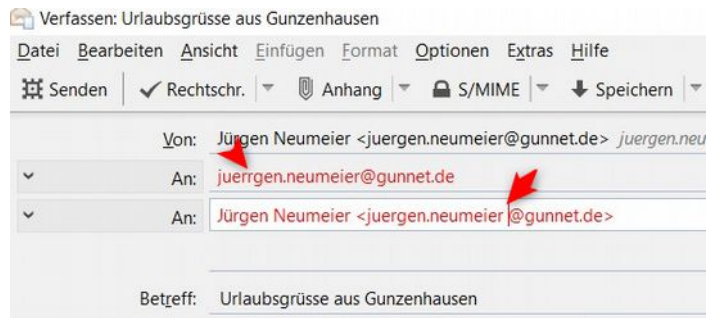 Verfassen: Urlaubsgrüsse aus Gunzenhausen
Datei Bearbeiten Ansicht Einfügen Format Optionen Extras Hilfe
Senden Rechtschr. Anhang S/MIME Speichern
Von: Jürgen Neumeier <juergen.neumeier@gunnet.de> juergen.neu
An: juerrgen.neumeier@gunnet.de
An: Jürgen Neumeier <juergen.neumeier @gunnet.de>
Betreff: Urlaubsgrüsse aus Gunzenhausen